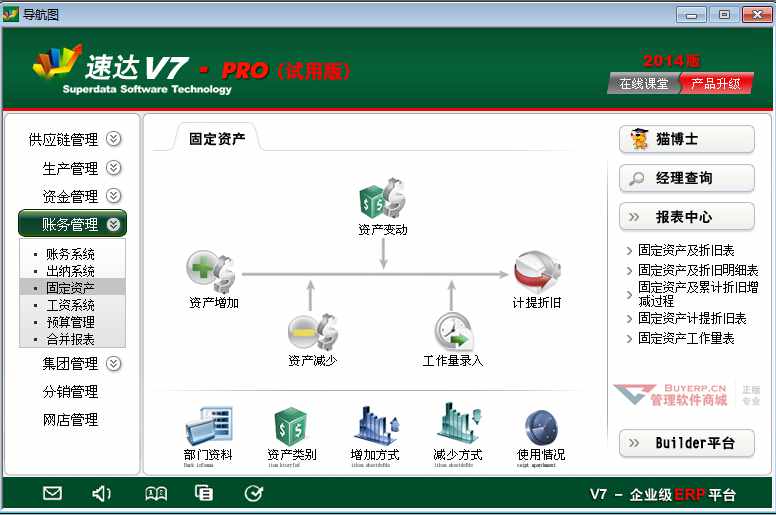 导航图
速达V7·PRO(试用版)
Superdata Software Technology
2014版
在线课堂
产品升级
供应链管理
生产管理
资金管理
账务管理
账务系统
出纳系统
固定资产
工资系统
预算管理
合并报表
集团管理
分销管理
网店管理
固定资产
资产变动
资产增加
计提折旧
资产减少
工作量录入
部门资料
资产类别
增加方式
减少方式
使用情况
猫博士
经理查询
报表中心
固定资产及折旧表
固定资产及折旧明细表
固定资产及累计折旧增
减过程
固定资产计提折旧表
固定资产工作量表
BUYERP.CN
管理软件商城
正版
专业
Builder平台
V7 - 企业级ERP平台